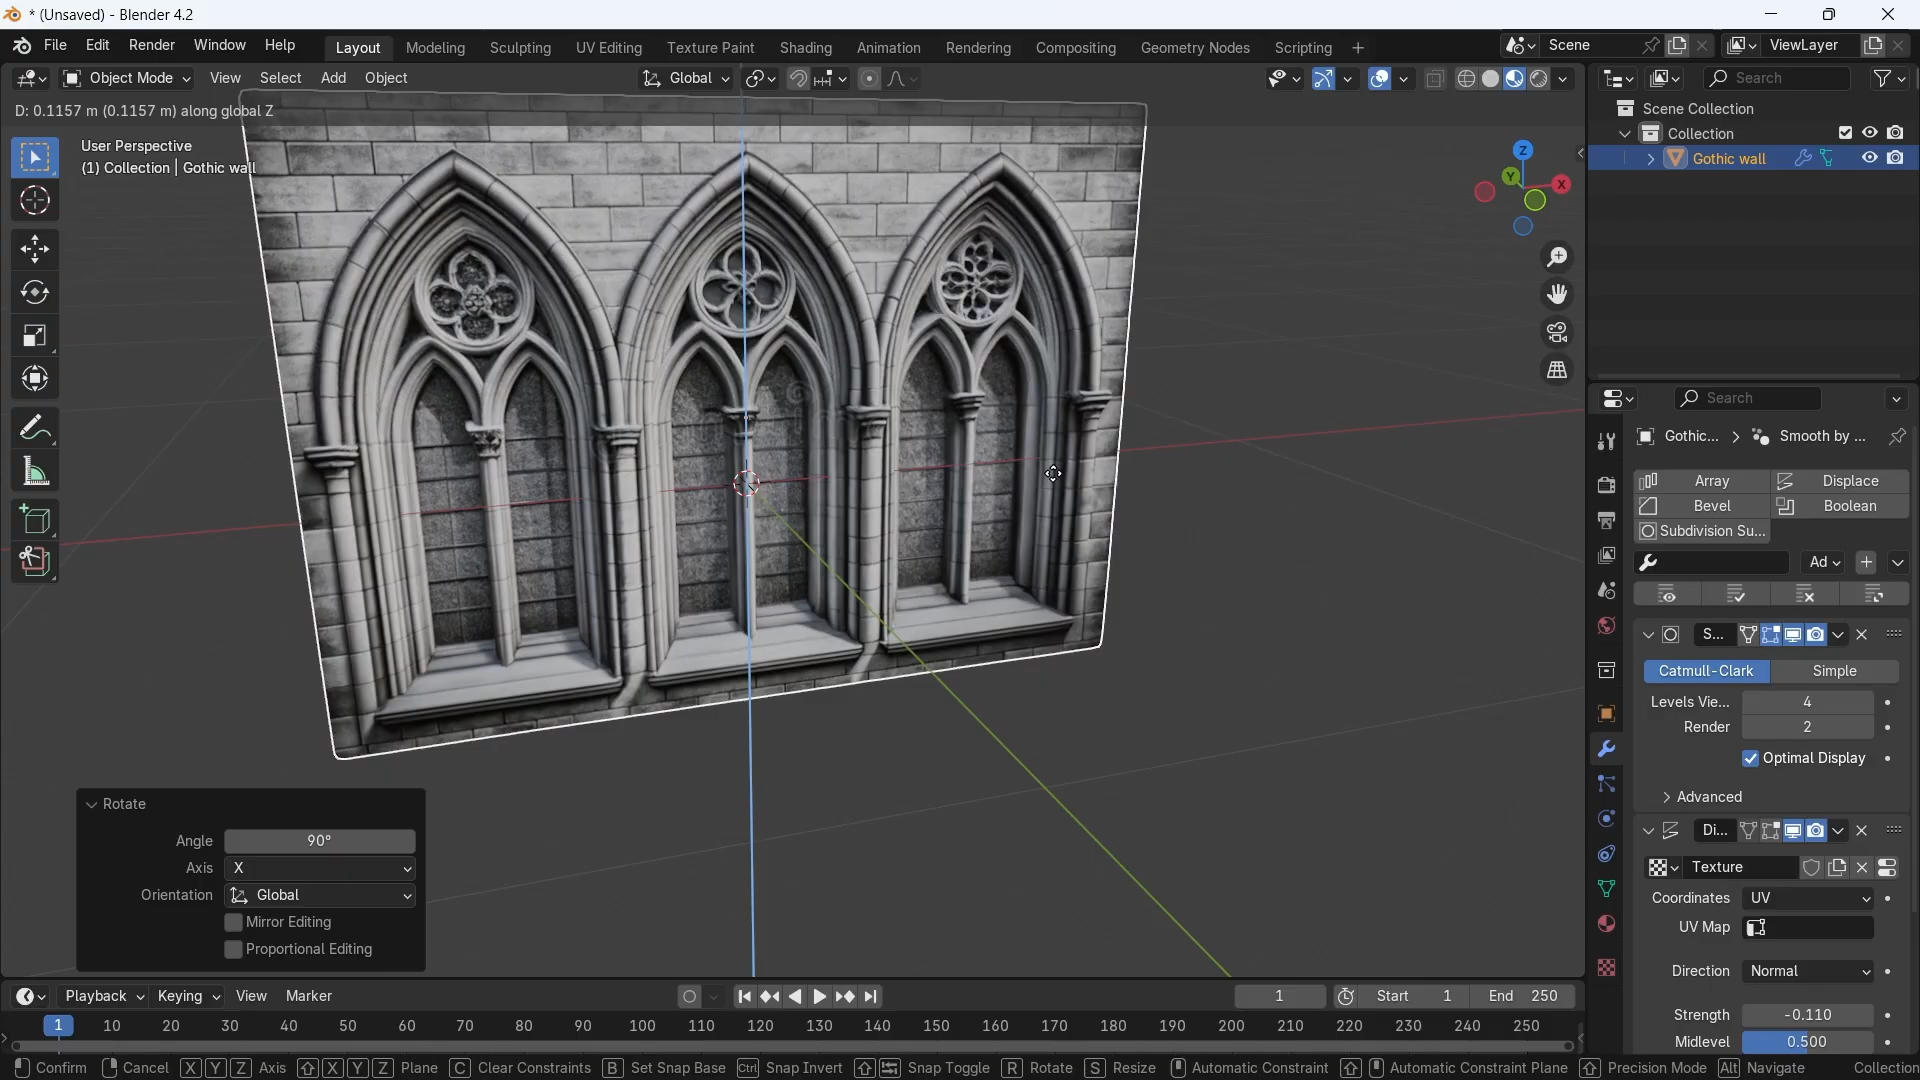 * (Unsaved) - Blender 4.2
File Edit Render Window Help Layout Modeling Sculpting UV Editing Texture Paint Shading Animation Rendering Compositing Geometry Nodes Scripting + Scene ViewLayer
Object Mode View Select Add Object Global Search
D: 0.1157 m (0.1157 m) along global Z
Scene Collection
User Perspective
Collection
(1) Collection | Gothic wall
Gothic wall
Z
Y X
Search
Gothic... > Smooth by ...
Array Displace
Bevel Boolean
Subdivision Su...
Ad
S...
Catmull-Clark Simple
Levels Vie... 4
Render 2
Optimal Display
Advanced
Rotate
Di...
Angle 90°
Texture
Axis X
Orientation Global
Coordinates UV
Mirror Editing
UV Map
Proportional Editing
Direction Normal
Playback Keying View Marker 1 Start 1 End 250
Strength -0.110
1 10 20 30 40 50 60 70 80 90 100 110 120 130 140 150 160 170 180 190 200 210 220 230 240 250
Midlevel 0.500
Confirm Cancel X Y Z Axis X Y Z Plane C Clear Constraints B Set Snap Base Ctrl Snap Invert Snap Toggle R Rotate S Resize Automatic Constraint Automatic Constraint Plane Precision Mode Alt Navigate Collection